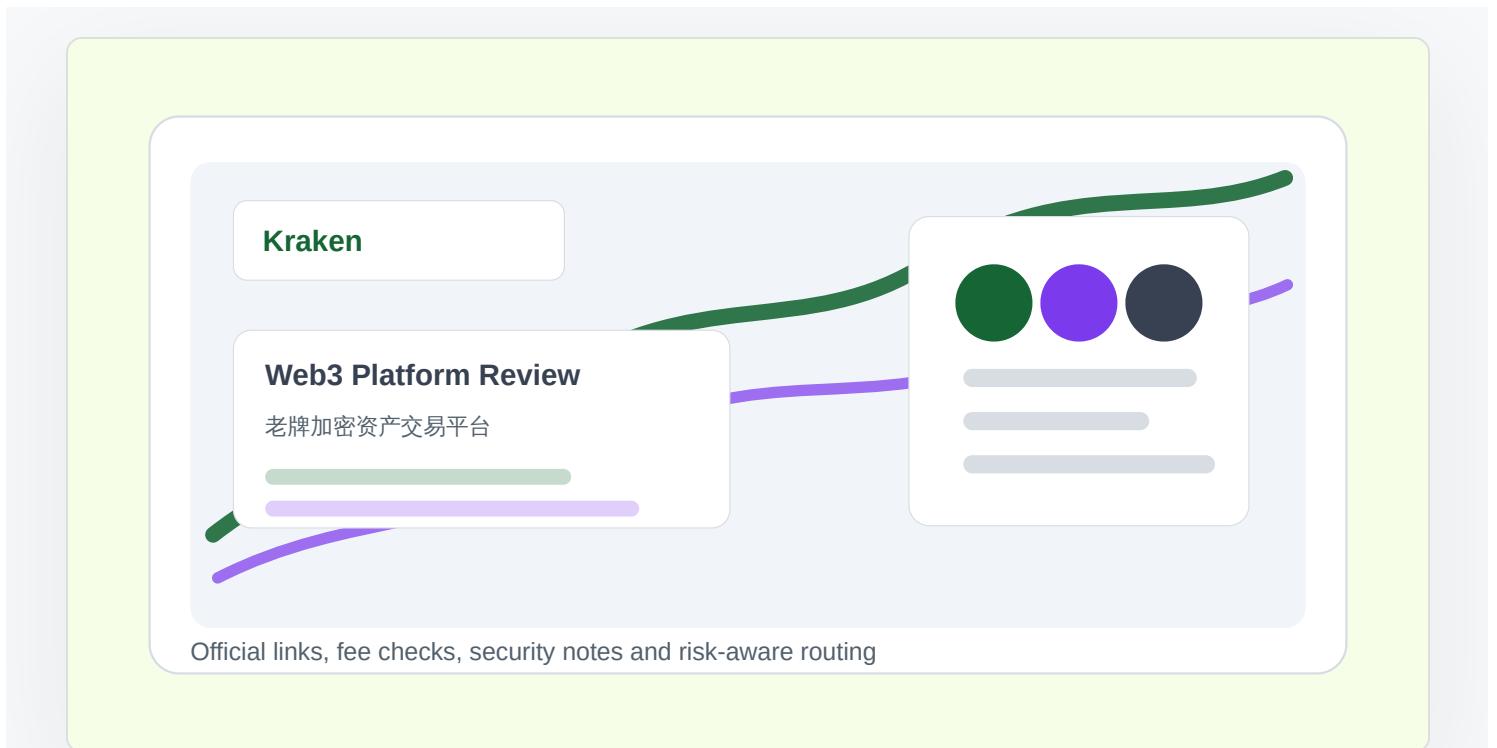 Kraken
Web3 Platform Review
老牌加密资产交易平台
Official links, fee checks, security notes and risk-aware routing